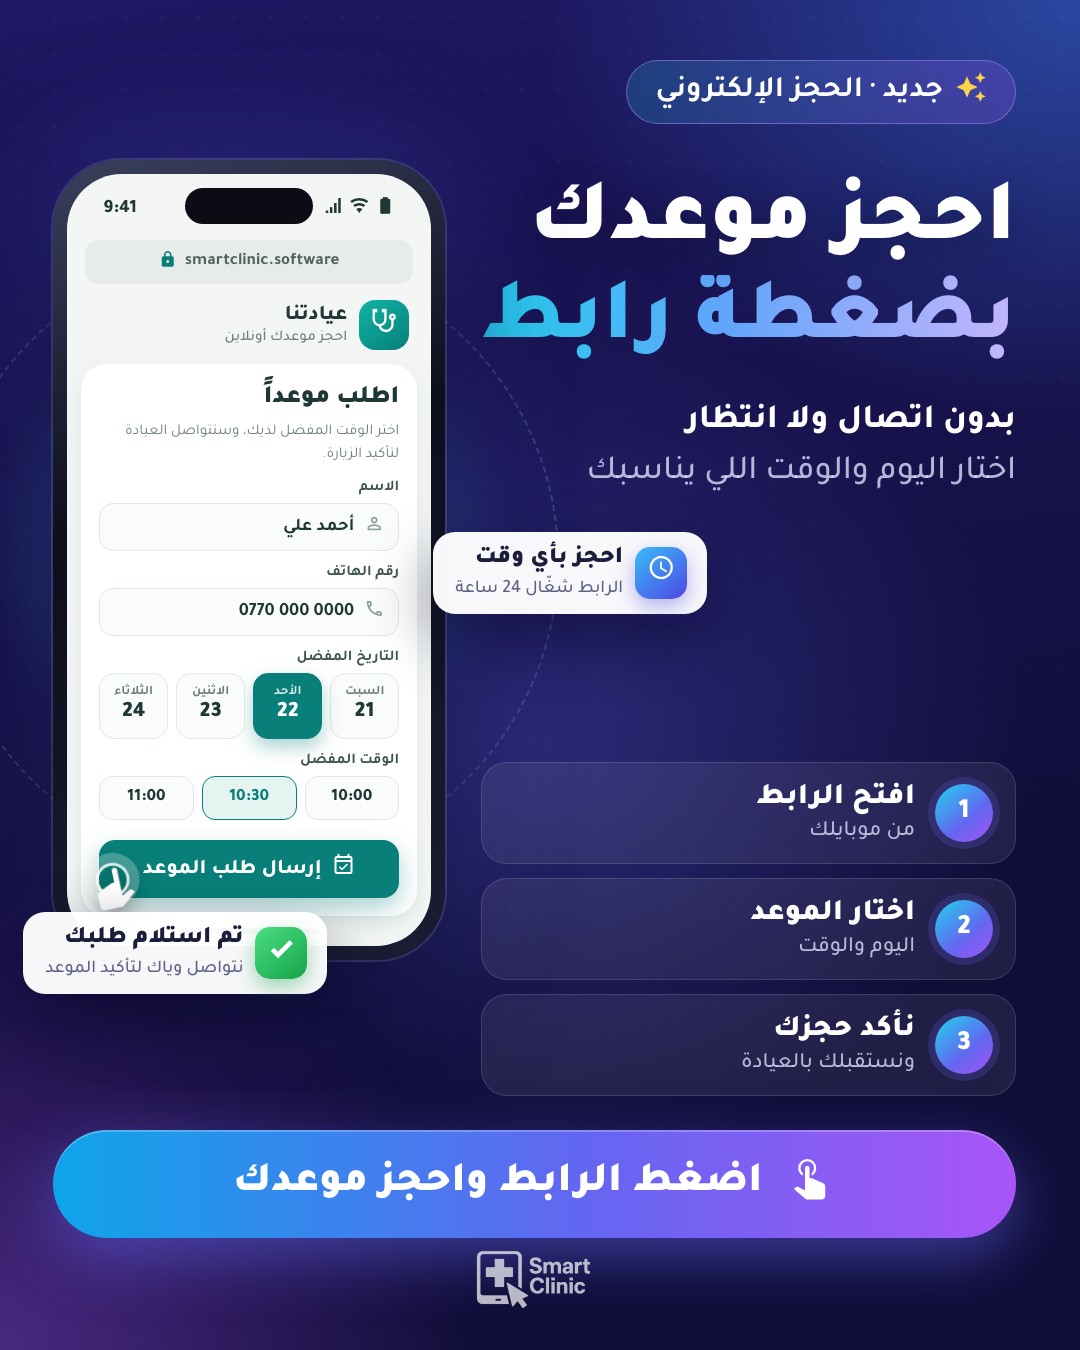 جديد · الحجز الإلكتروني
احجز موعدك
بضغطة رابط
بدون اتصال ولا انتظار
اختار اليوم والوقت اللي يناسبك
9:41
smartclinic.software
عيادتنا
احجز موعدك أونلاين
اطلب موعداً
اختر الوقت المفضل لديك، وستتواصل العيادة
لتأكيد الزيارة.
الاسم
أحمد علي
رقم الهاتف
0770 000 0000
التاريخ المفضل
السبت الأحد الاثنين الثلاثاء
21 22 23 24
الوقت المفضل
10:00 10:30 11:00
إرسال طلب الموعد
احجز بأي وقت
الرابط شغّال 24 ساعة
تم استلام طلبك
نتواصل وياك لتأكيد الموعد
1
افتح الرابط
من موبايلك
2
اختار الموعد
اليوم والوقت
3
نأكد حجزك
ونستقبلك بالعيادة
اضغط الرابط واحجز موعدك
Smart
Clinic